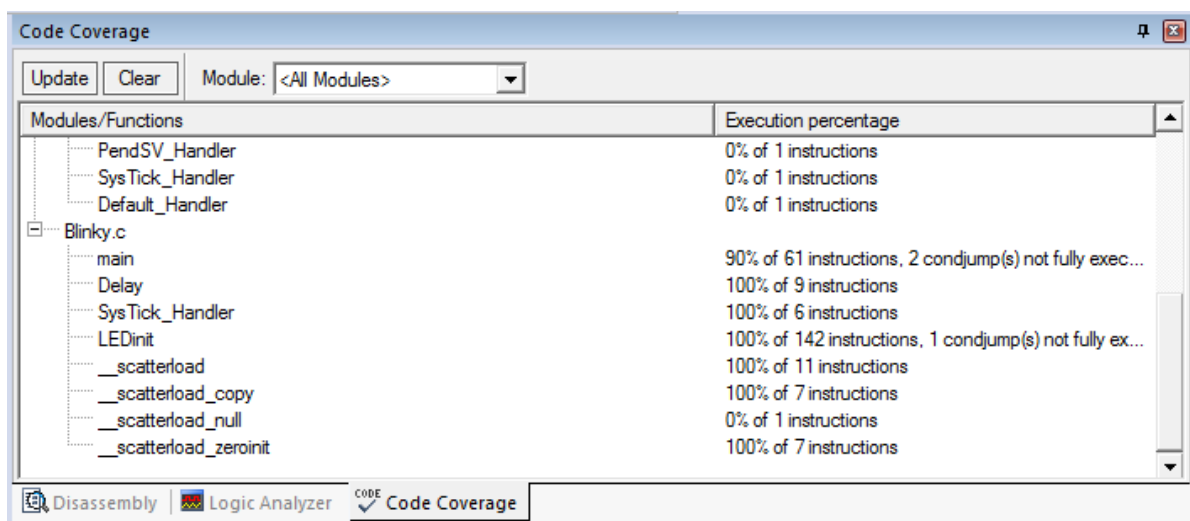 Code Coverage
Update Clear Module: <All Modules>
Modules/Functions Execution percentage
PendSV_Handler 0% of 1 instructions
SysTick_Handler 0% of 1 instructions
Default_Handler 0% of 1 instructions
Blinky.c
main 90% of 61 instructions, 2 condjump(s) not fully exec...
Delay 100% of 9 instructions
SysTick_Handler 100% of 6 instructions
LEDinit 100% of 142 instructions, 1 condjump(s) not fully ex...
__scatterload 100% of 11 instructions
__scatterload_copy 100% of 7 instructions
__scatterload_null 0% of 1 instructions
__scatterload_zeroinit 100% of 7 instructions
Disassembly Logic Analyzer CODE Code Coverage